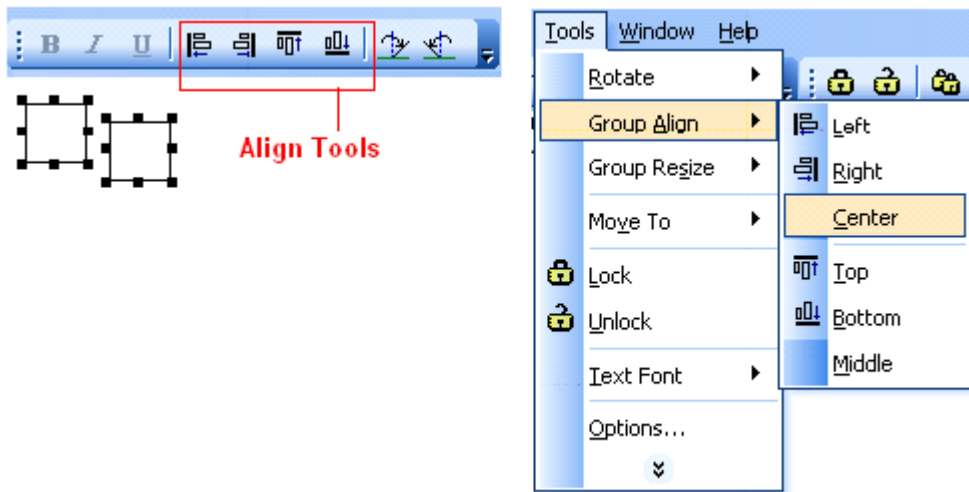 B I U
Align Tools
Tools Window Help
Rotate
Group Align
Group Resize
Move To
Lock
Unlock
Text Font
Options...
Left
Right
Center
Top
Bottom
Middle